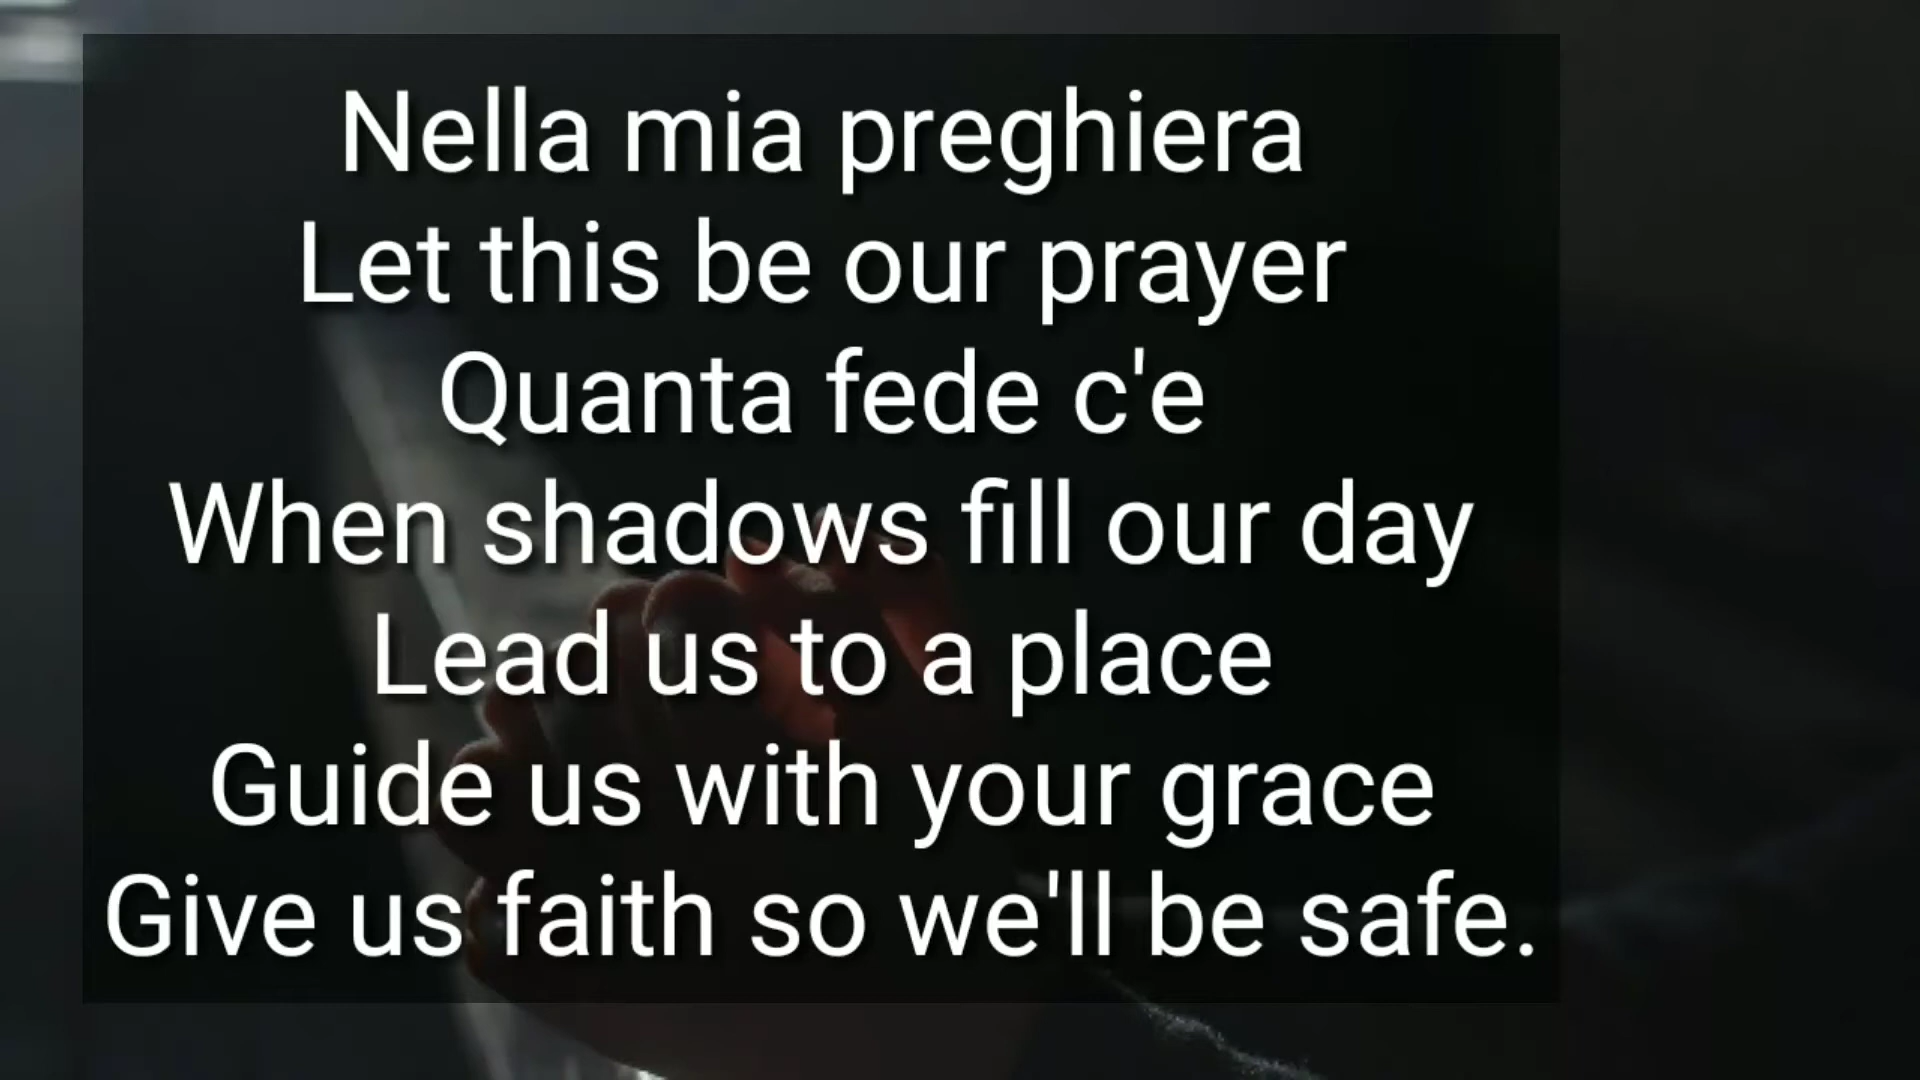 Nella mia preghiera
Let this be our prayer
Quanta fede c'e
When shadows fill our day
Lead us to a place
Guide us with your grace
Give us faith so we'll be safe.